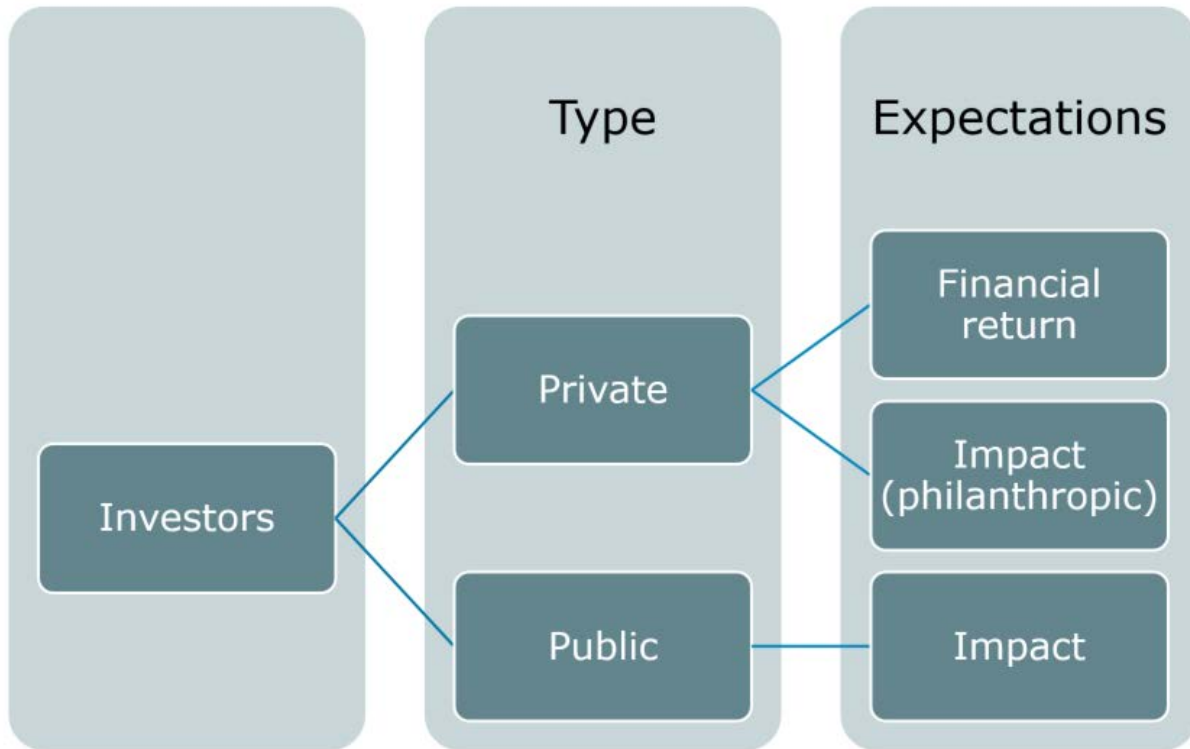 Type
Expectations
Financial
return
Private
Impact
(philanthropic)
Investors
Public
Impact